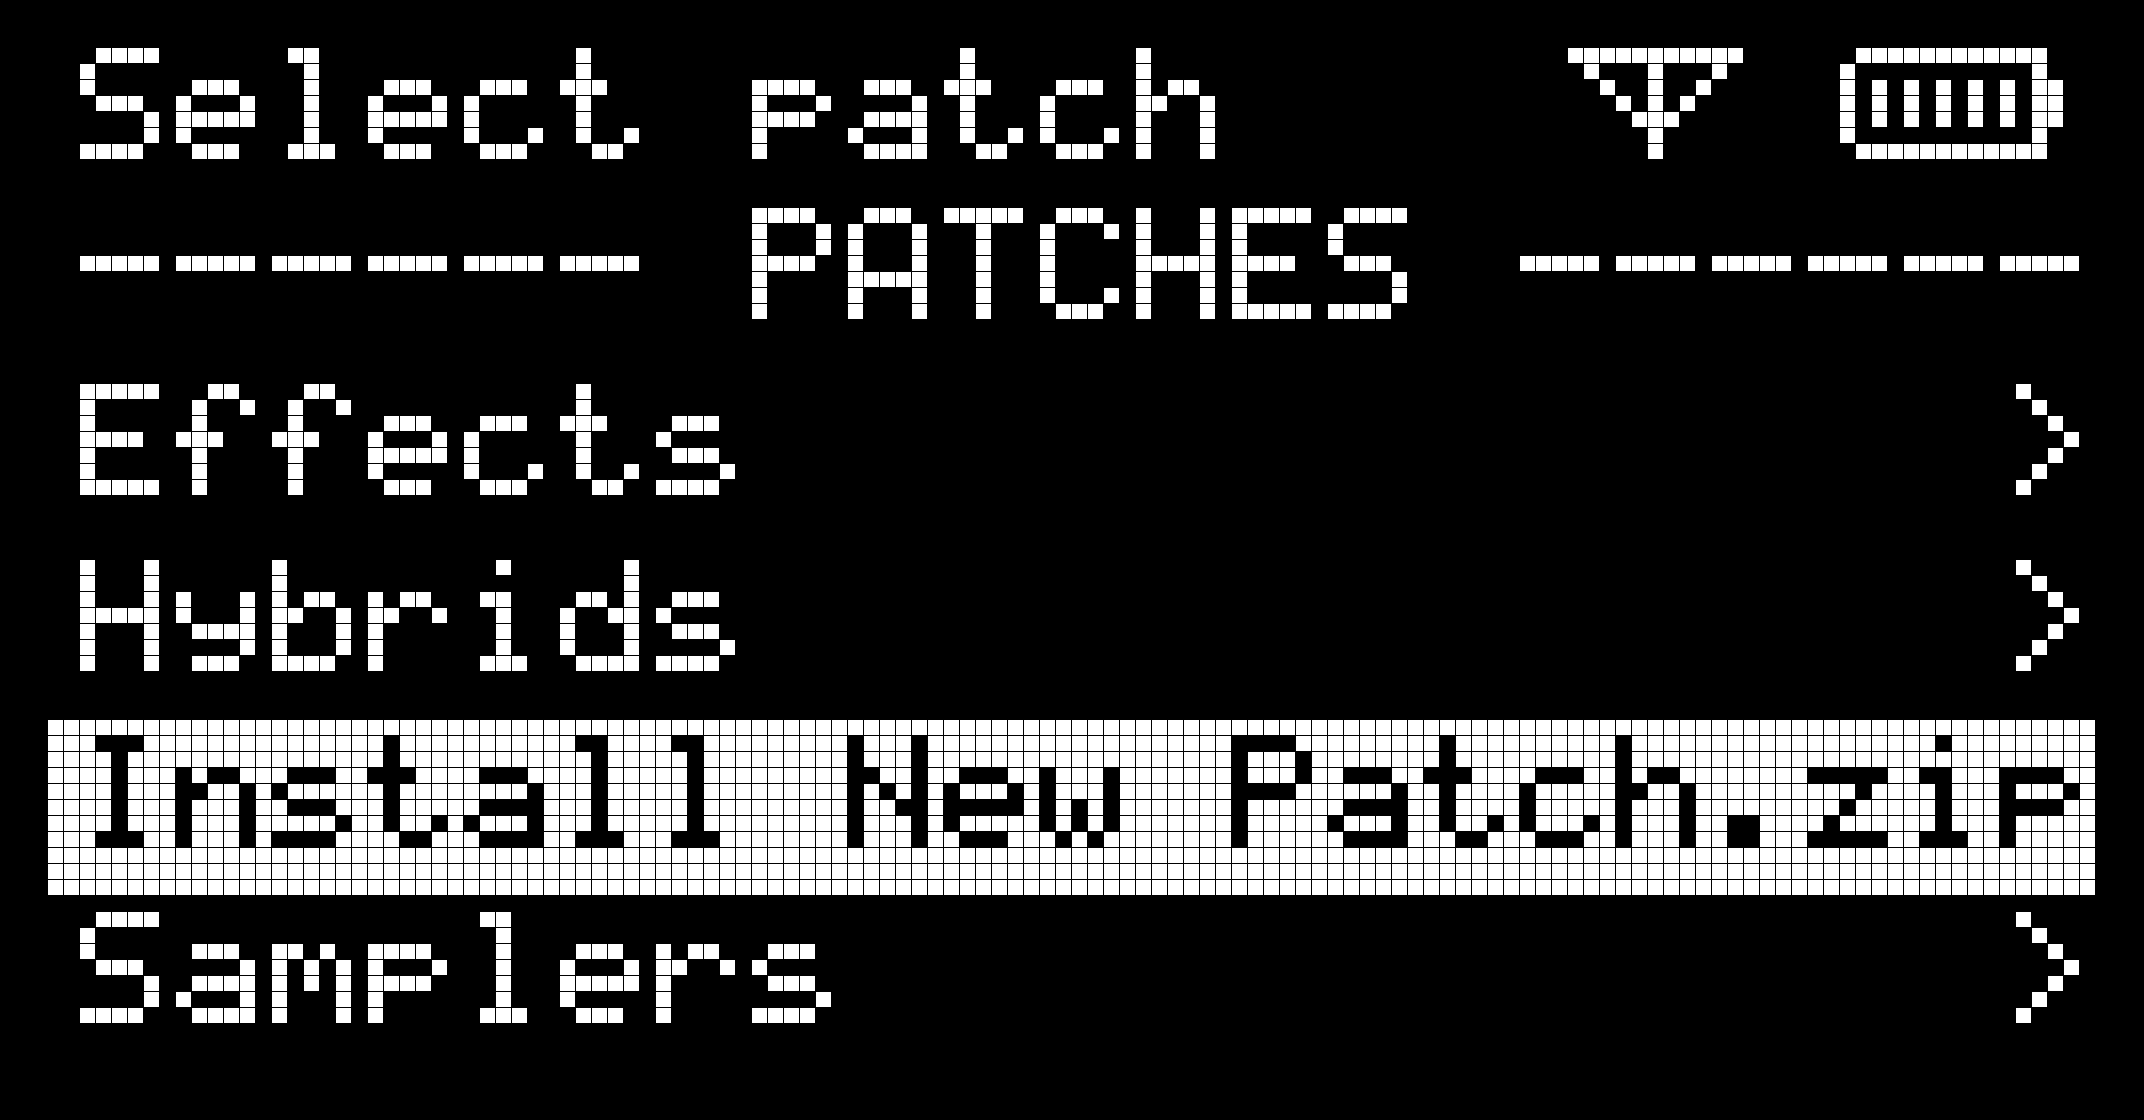 Select patch
------ PATCHES ------
Effects >
Hybrids >
Install New Patch.zip
Samplers >